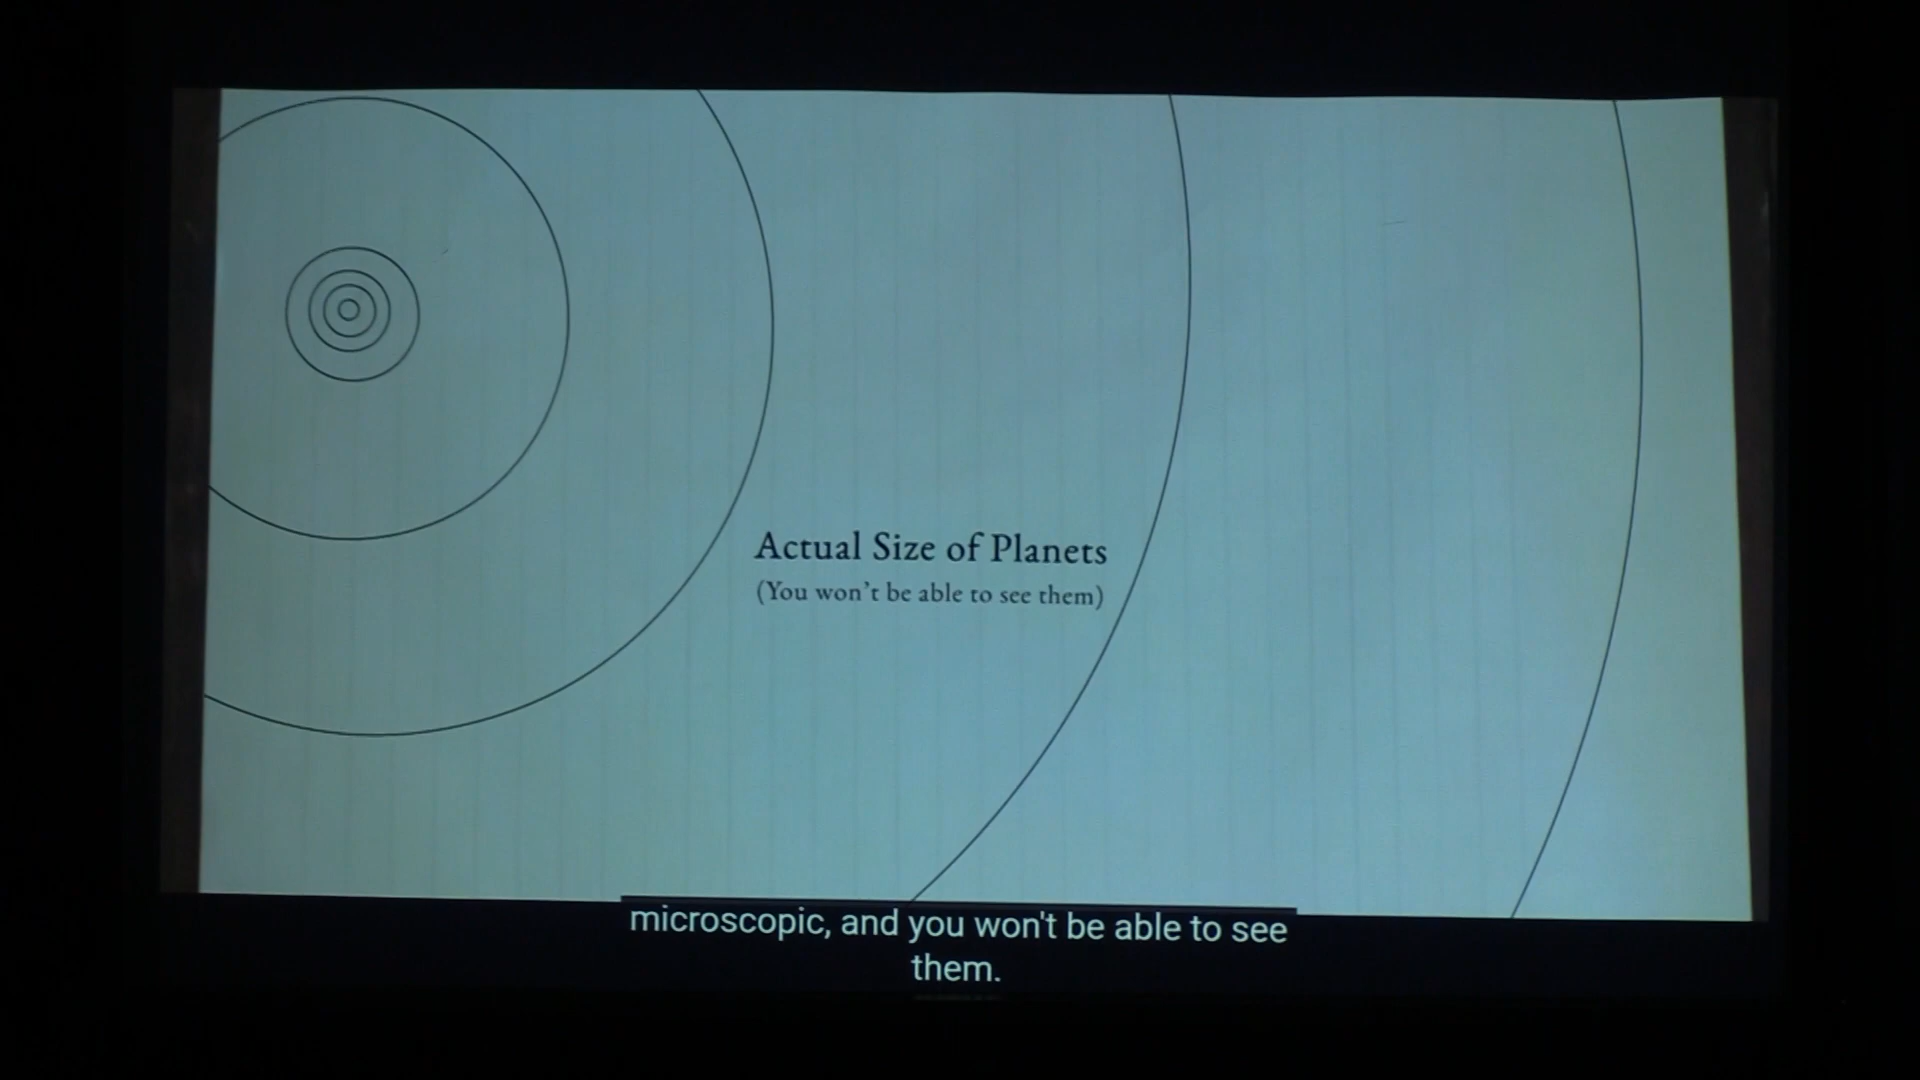 Actual Size of Planets
(You won't be able to see them)
microscopic, and you won't be able to see
them.